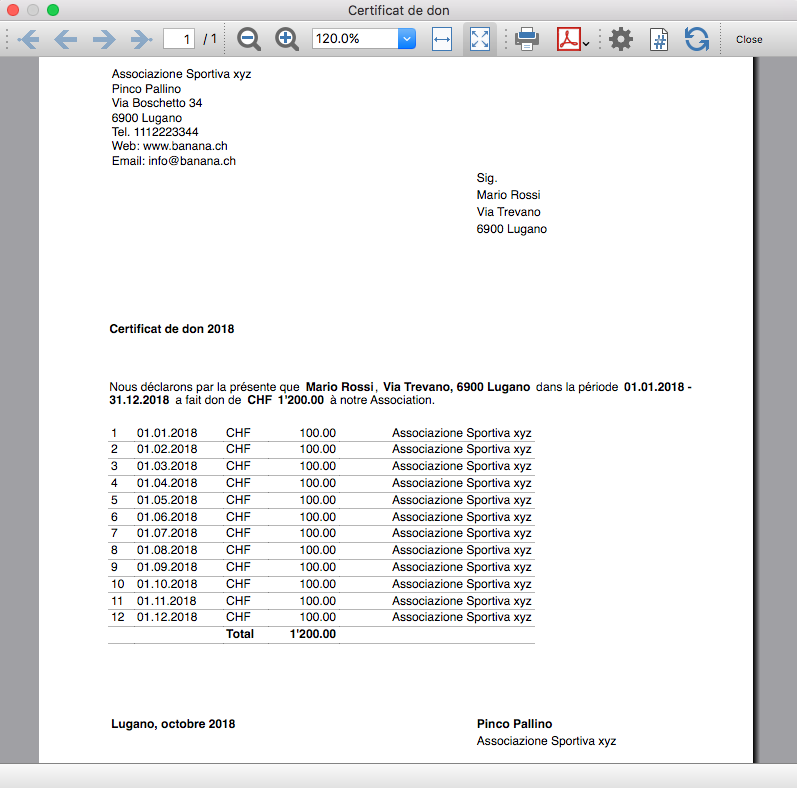 Certificat de don
1 / 1
120.0%
Close
Associazione Sportiva xyz
Pinco Pallino
Via Boschetto 34
6900 Lugano
Tel. 1112223344
Web: www.banana.ch
Email: info@banana.ch
Sig.
Mario Rossi
Via Trevano
6900 Lugano
Certificat de don 2018
Nous déclarons par la présente que Mario Rossi, Via Trevano, 6900 Lugano dans la période 01.01.2018 -
31.12.2018 a fait don de CHF 1'200.00 à notre Association.
1 01.01.2018 CHF 100.00 Associazione Sportiva xyz
2 01.02.2018 CHF 100.00 Associazione Sportiva xyz
3 01.03.2018 CHF 100.00 Associazione Sportiva xyz
4 01.04.2018 CHF 100.00 Associazione Sportiva xyz
5 01.05.2018 CHF 100.00 Associazione Sportiva xyz
6 01.06.2018 CHF 100.00 Associazione Sportiva xyz
7 01.07.2018 CHF 100.00 Associazione Sportiva xyz
8 01.08.2018 CHF 100.00 Associazione Sportiva xyz
9 01.09.2018 CHF 100.00 Associazione Sportiva xyz
10 01.10.2018 CHF 100.00 Associazione Sportiva xyz
11 01.11.2018 CHF 100.00 Associazione Sportiva xyz
12 01.12.2018 CHF 100.00 Associazione Sportiva xyz
Total 1'200.00
Lugano, octobre 2018
Pinco Pallino
Associazione Sportiva xyz